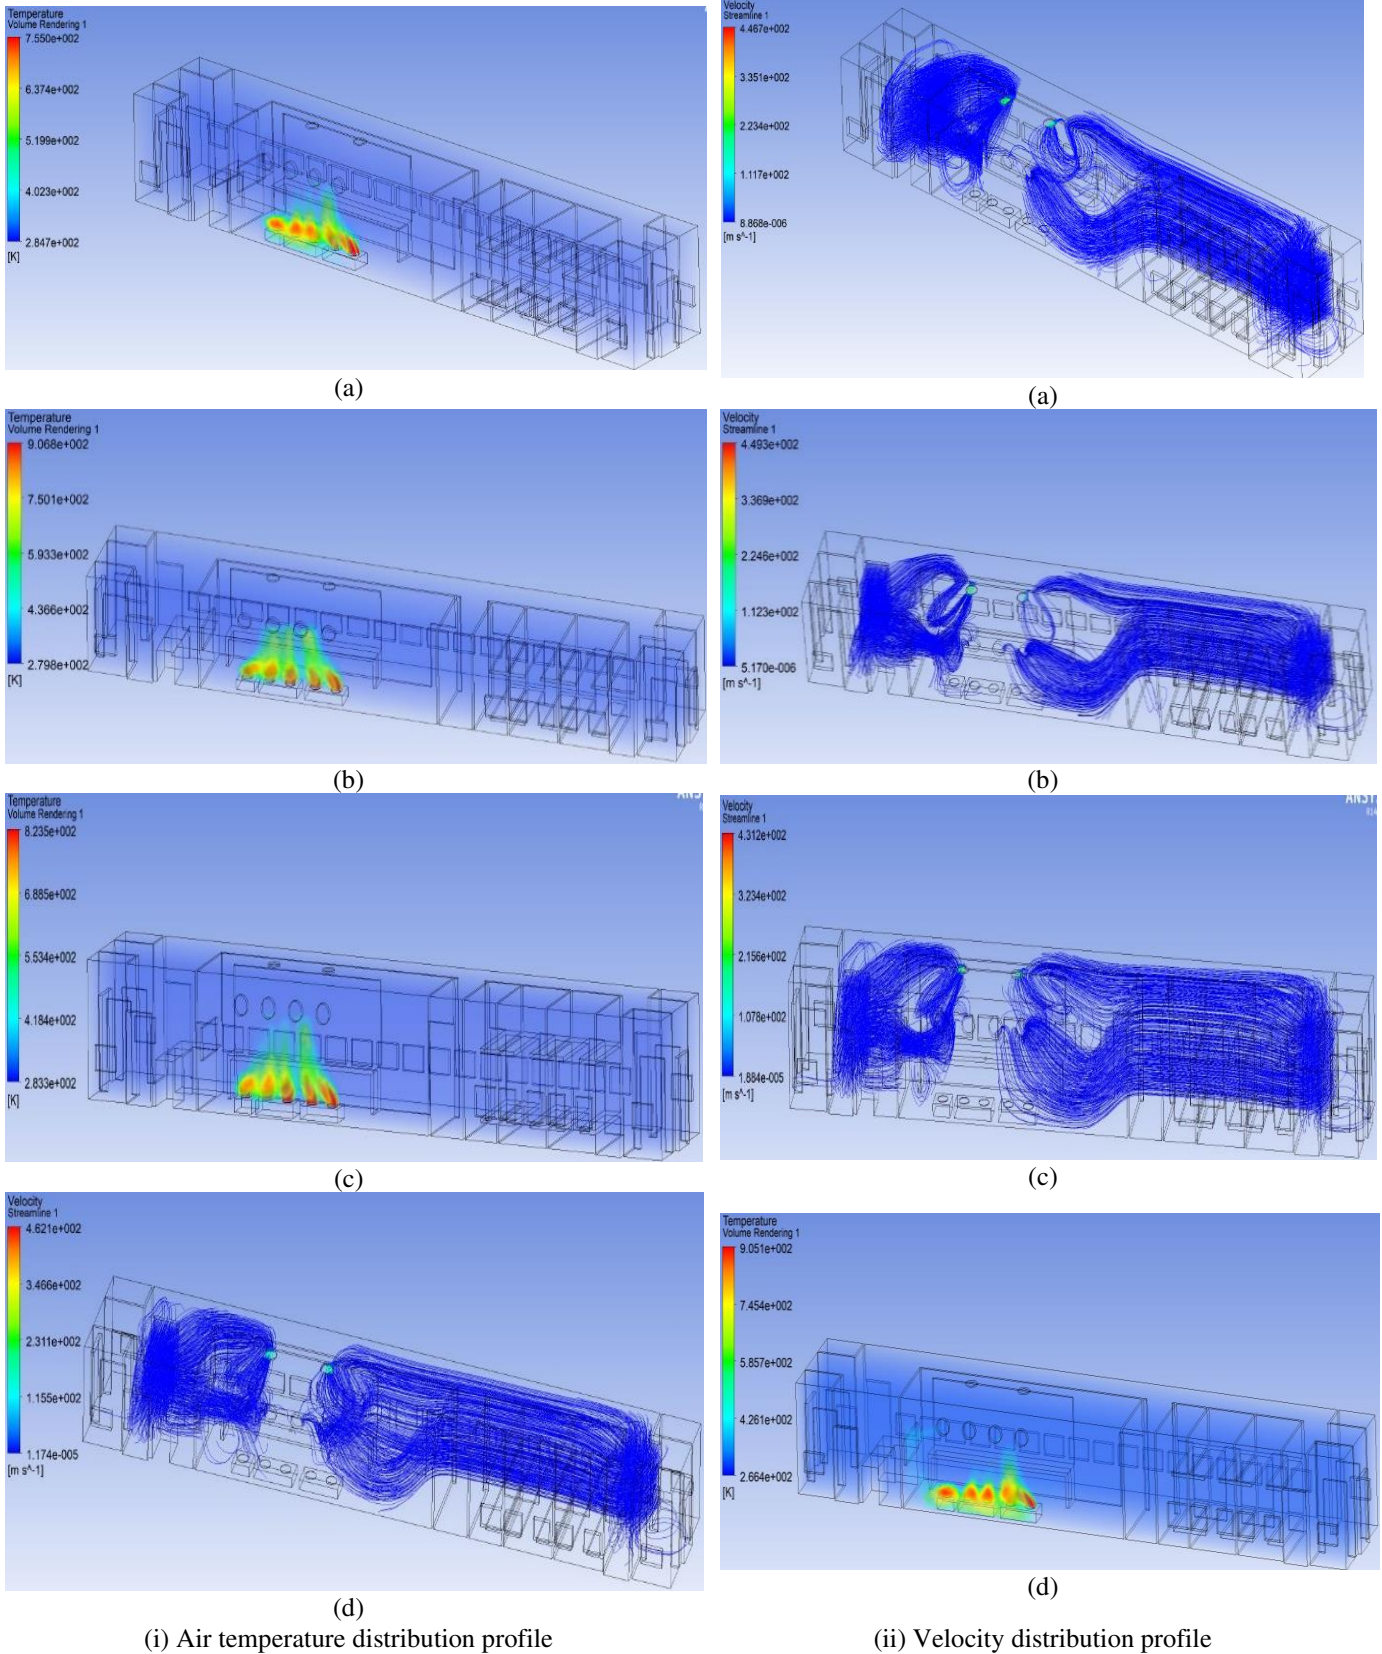 Temperature
Volume Rendering 1
7.550e+002
6.374e+002
5.199e+002
4.023e+002
2.847e+002
[K]
(a)
Velocity
Streamline 1
4.467e+002
3.351e+002
2.234e+002
1.117e+002
8.868e-006
[m s^-1]
(a)
Temperature
Volume Rendering 1
9.068e+002
7.501e+002
5.933e+002
4.366e+002
2.798e+002
[K]
(b)
Velocity
Streamline 1
4.493e+002
3.369e+002
2.246e+002
1.123e+002
5.170e-006
[m s^-1]
(b)
Temperature
Volume Rendering 1
8.235e+002
6.885e+002
5.534e+002
4.184e+002
2.833e+002
[K]
(c)
Velocity
Streamline 1
4.312e+002
3.234e+002
2.156e+002
1.078e+002
1.884e-005
[m s^-1]
(c)
Velocity
Streamline 1
4.621e+002
3.466e+002
2.311e+002
1.155e+002
1.174e-005
[m s^-1]
(d)
Temperature
Volume Rendering 1
9.051e+002
7.454e+002
5.857e+002
4.261e+002
2.664e+002
[K]
(d)
(i) Air temperature distribution profile
(ii) Velocity distribution profile